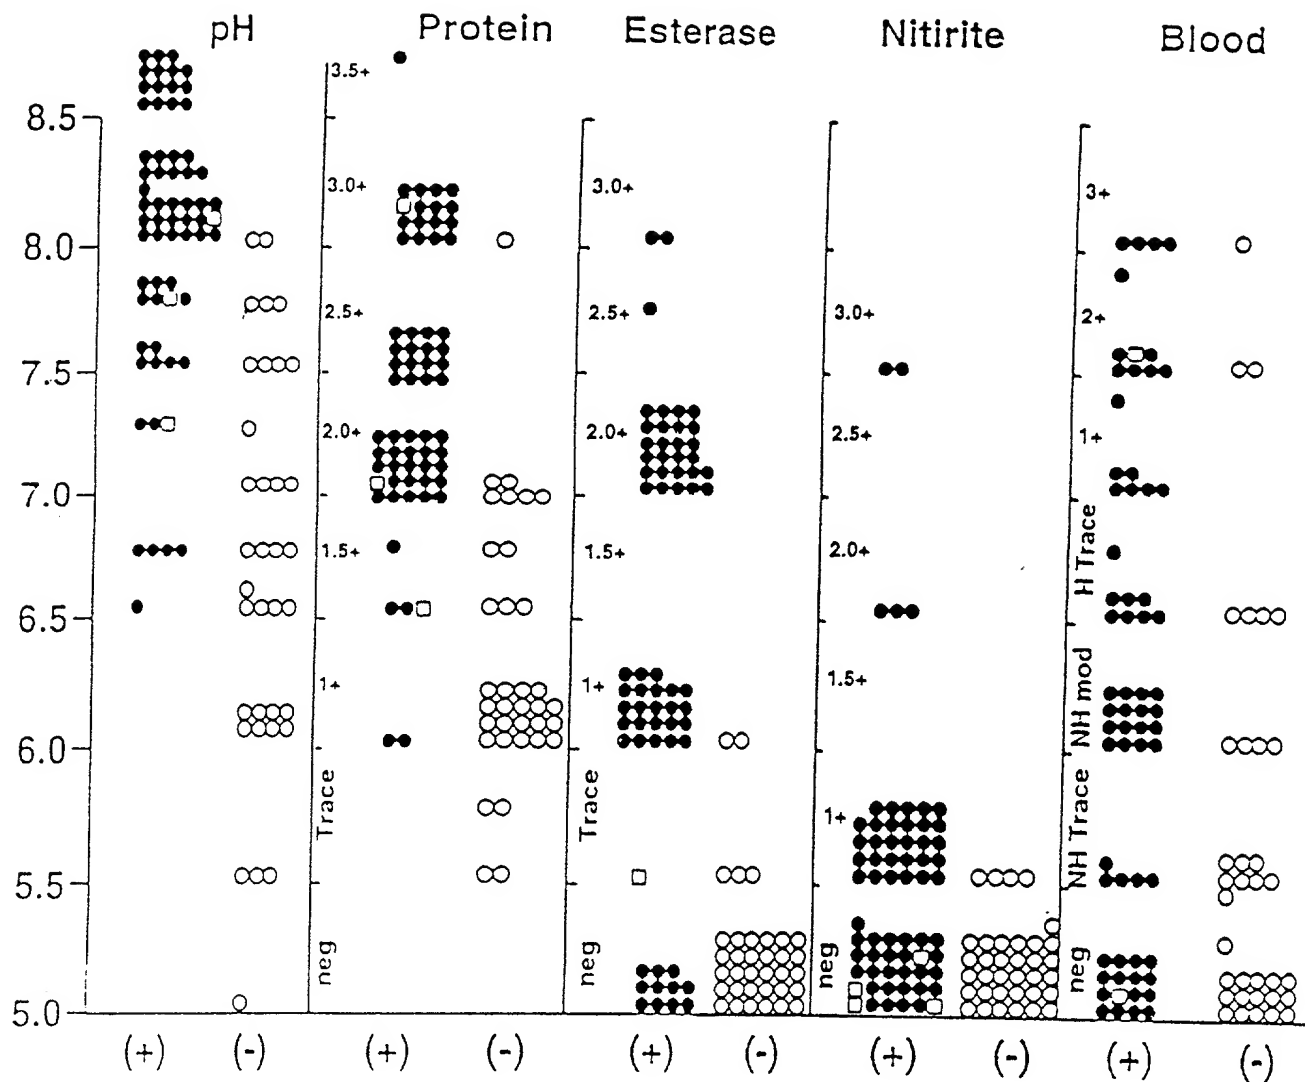 pH Protein Esterase Nitirite Blood
8.5
8.0
7.5
7.0
6.5
6.0
5.5
5.0
3.5+
3.0+
2.5+
2.0+
1.5+
1+
Trace
neg
3.0+
2.5+
2.0+
1.5+
1+
Trace
neg
3.0+
2.5+
2.0+
1.5+
1+
neg
3+
2+
1+
H Trace
NH mod
NH Trace
neg
(+) (-) (+) (-) (+) (-) (+) (-) (+) (-)